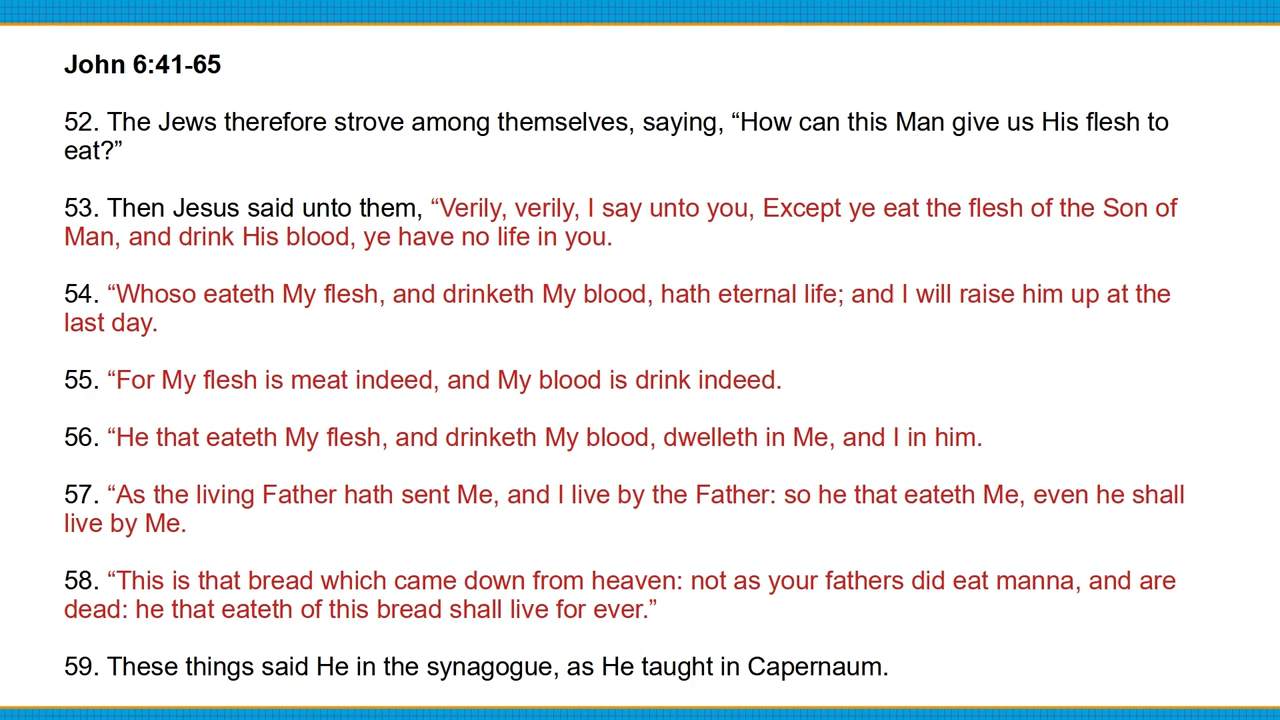 John 6:41-65
52. The Jews therefore strove among themselves, saying, “How can this Man give us His flesh to
eat?”
53. Then Jesus said unto them, “Verily, verily, I say unto you, Except ye eat the flesh of the Son of
Man, and drink His blood, ye have no life in you.
54. “Whoso eateth My flesh, and drinketh My blood, hath eternal life; and I will raise him up at the
last day.
55. “For My flesh is meat indeed, and My blood is drink indeed.
56. “He that eateth My flesh, and drinketh My blood, dwelleth in Me, and I in him.
57. “As the living Father hath sent Me, and I live by the Father: so he that eateth Me, even he shall
live by Me.
58. “This is that bread which came down from heaven: not as your fathers did eat manna, and are
dead: he that eateth of this bread shall live for ever.”
59. These things said He in the synagogue, as He taught in Capernaum.